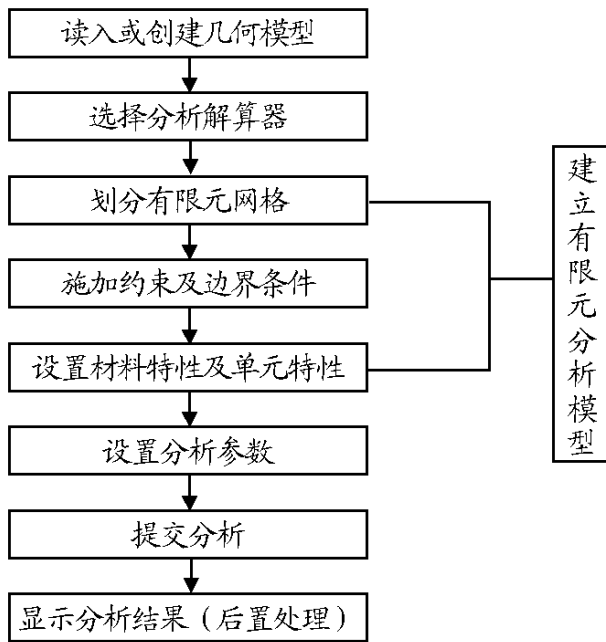 读入或创建几何模型
选择分析解算器
划分有限元网格
施加约束及边界条件
设置材料特性及单元特性
设置分析参数
提交分析
显示分析结果（后置处理）
建立有限元分析模型